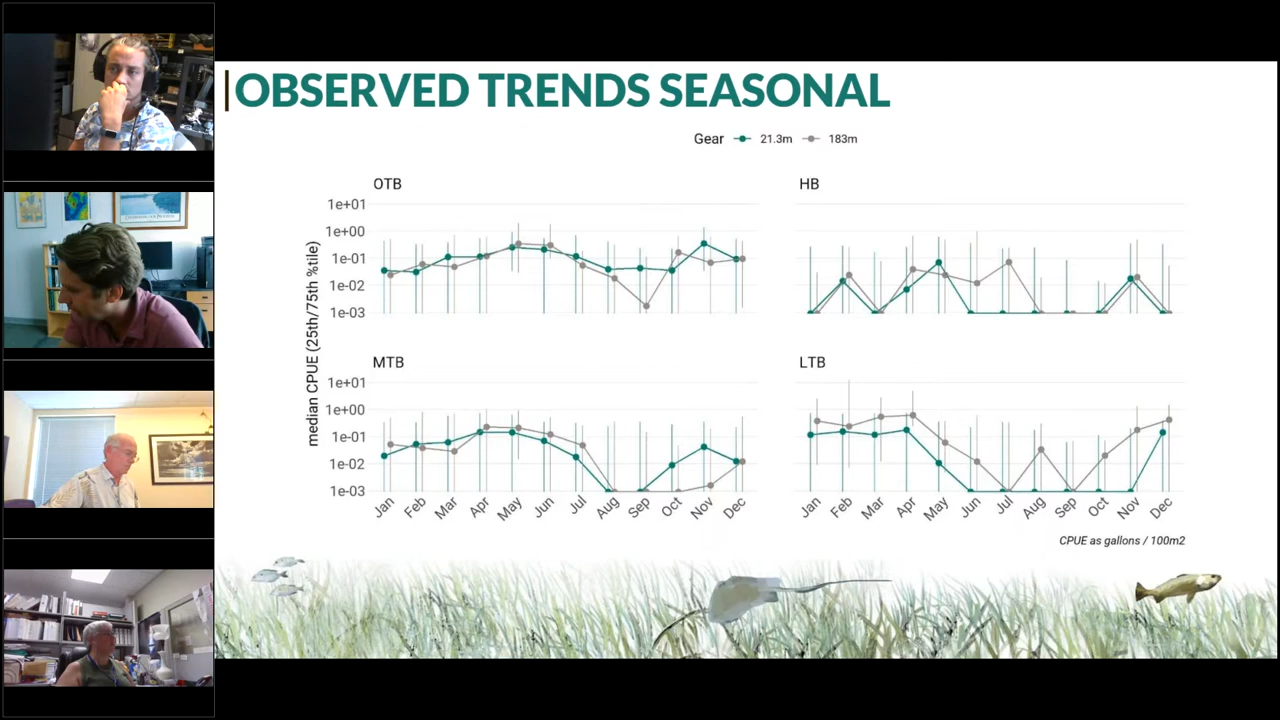 OBSERVED TRENDS SEASONAL
Gear 21.3m 183m
OTB
HB
1e+01
1e+00
1e-01
1e-02
1e-03
median CPUE (25th/75th %tile)
MTB
LTB
1e+01
1e+00
1e-01
1e-02
1e-03
Jan Feb Mar Apr May Jun Jul Aug Sep Oct Nov Dec
Jan Feb Mar Apr May Jun Jul Aug Sep Oct Nov Dec
CPUE as gallons / 100m2